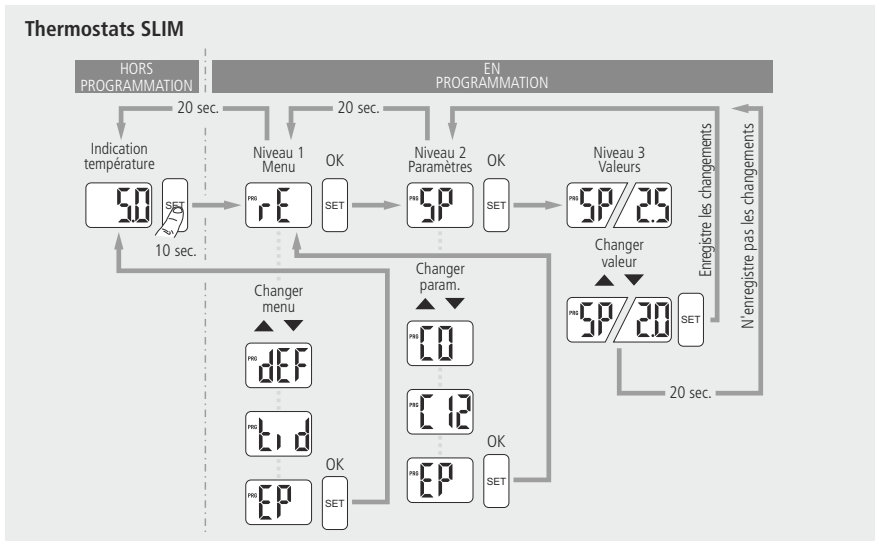 Thermostats SLIM
HORS
PROGRAMMATION
EN
PROGRAMMATION
20 sec.
20 sec.
Indication
température
Niveau 1
Menu
OK
Niveau 2
Paramètres
OK
Niveau 3
Valeurs
5.0
SET
PRG rE
SET
PRG SP
SET
PRG SP/2.5
10 sec.
Changer
menu
Changer
param.
Changer
valeur
PRG SP/2.0
SET
Enregistre les changements
N'enregistre pas les changements
20 sec.
PRG dEF
PRG tid
PRG EP
OK
SET
PRG C0
PRG C12
PRG EP
OK
SET